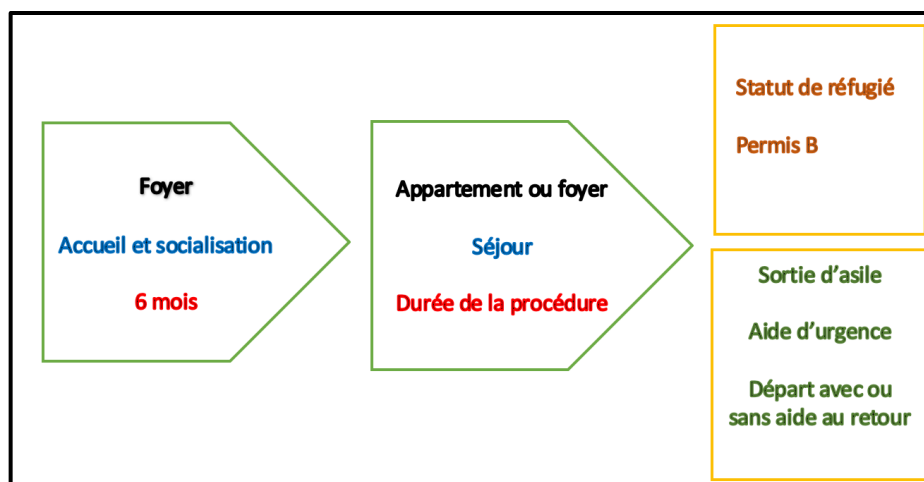 Foyer
Accueil et socialisation
6 mois
Appartement ou foyer
Séjour
Durée de la procédure
Statut de réfugié
Permis B
Sortie d’asile
Aide d’urgence
Départ avec ou
sans aide au retour